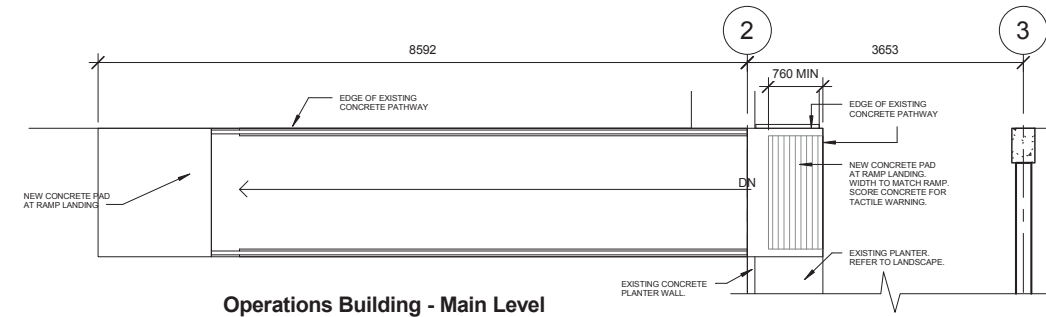 2
3
8592
3653
760 MIN
EDGE OF EXISTING
CONCRETE PATHWAY
EDGE OF EXISTING
CONCRETE PATHWAY
NEW CONCRETE PAD
AT RAMP LANDING.
WIDTH TO MATCH RAMP.
SCORE CONCRETE FOR
TACTILE WARNING.
DN
NEW CONCRETE PAD
AT RAMP LANDING
EXISTING PLANTER.
REFER TO LANDSCAPE.
EXISTING CONCRETE
PLANTER WALL.
Operations Building - Main Level